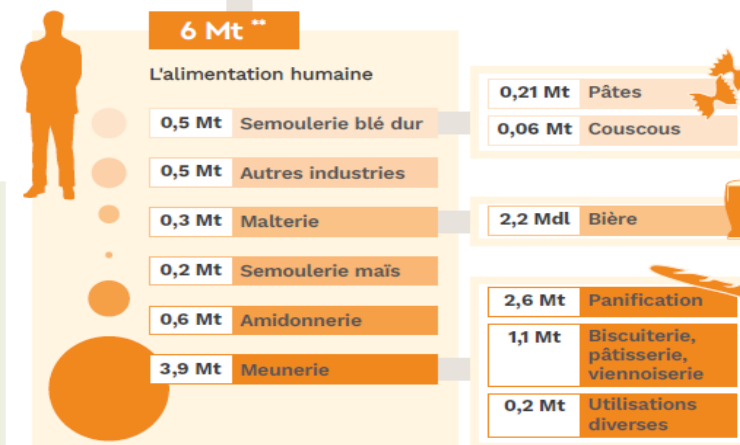 6 Mt **
L'alimentation humaine
0,5 Mt Semoulerie blé dur
0,5 Mt Autres industries
0,3 Mt Malterie
0,2 Mt Semoulerie maïs
0,6 Mt Amidonnerie
3,9 Mt Meunerie
0,21 Mt Pâtes
0,06 Mt Couscous
2,2 Mdl Bière
2,6 Mt Panification
1,1 Mt Biscuiterie,
pâtisserie,
viennoiserie
0,2 Mt Utilisations
diverses